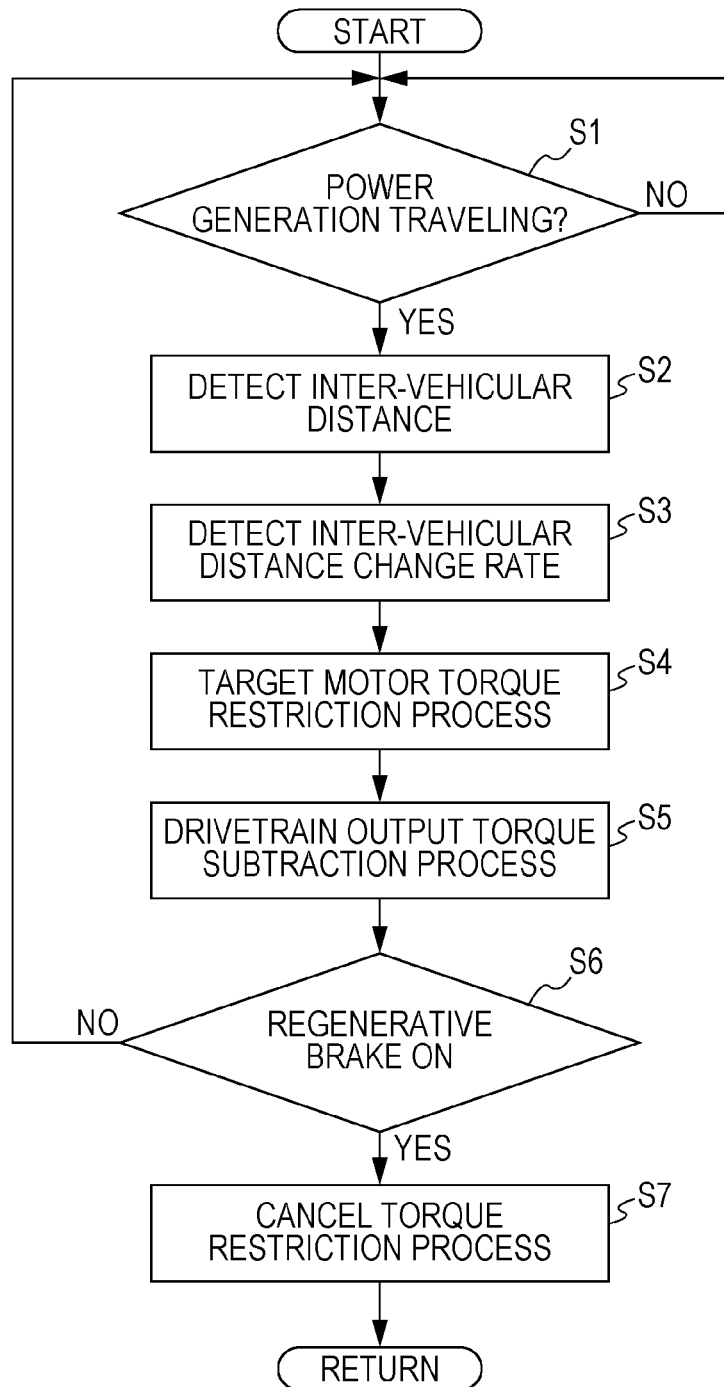 START
S1
POWER
GENERATION TRAVELING?
NO
YES
S2
DETECT INTER-VEHICULAR
DISTANCE
S3
DETECT INTER-VEHICULAR
DISTANCE CHANGE RATE
S4
TARGET MOTOR TORQUE
RESTRICTION PROCESS
S5
DRIVETRAIN OUTPUT TORQUE
SUBTRACTION PROCESS
S6
NO
REGENERATIVE
BRAKE ON
YES
S7
CANCEL TORQUE
RESTRICTION PROCESS
RETURN